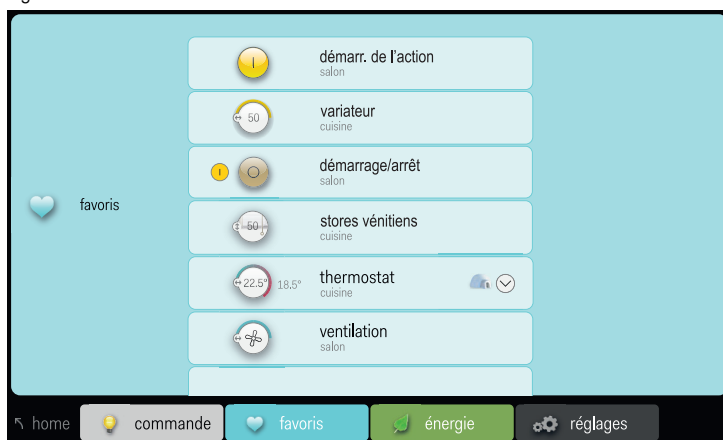 démarr. de l'action
salon
50
variateur
cuisine
démarrage/arrêt
salon
favoris
50
stores vénitiens
cuisine
22.5° 18.5°
thermostat
cuisine
ventilation
salon
home commande favoris énergie réglages